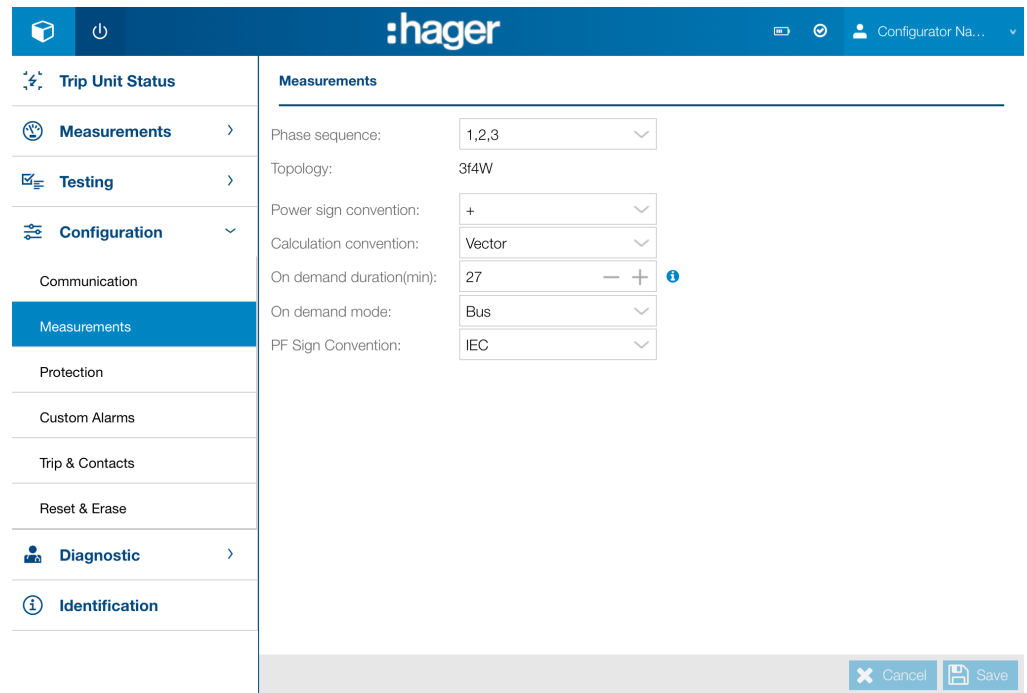 :hager
Configurator Na...
Trip Unit Status
Measurements
Testing
Configuration
Communication
Measurements
Protection
Custom Alarms
Trip & Contacts
Reset & Erase
Diagnostic
Identification
Measurements
Phase sequence: 1,2,3
Topology: 3f4W
Power sign convention: +
Calculation convention: Vector
On demand duration(min): 27
On demand mode: Bus
PF Sign Convention: IEC
Cancel Save